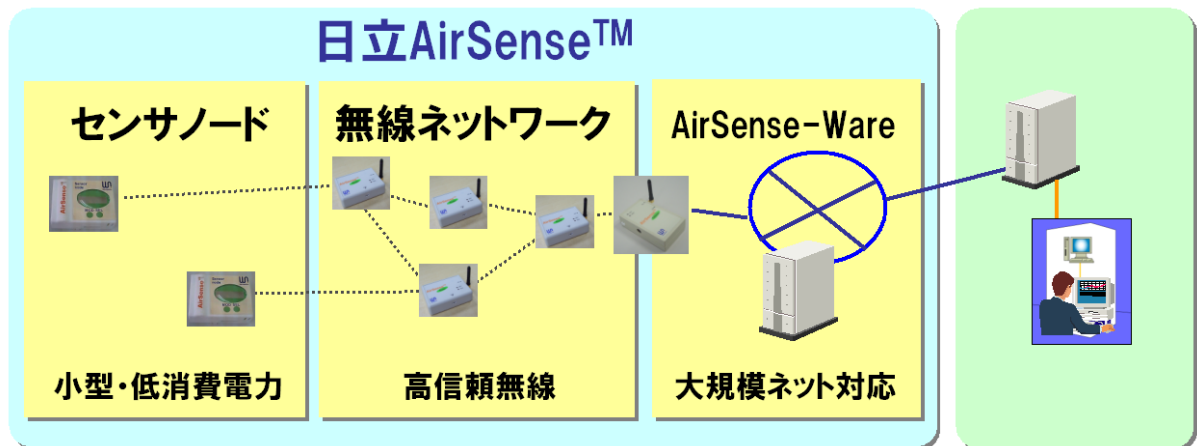 日立AirSense™
センサノード
無線ネットワーク
AirSense-Ware
AirSense
AirSense
小型・低消費電力
高信頼無線
大規模ネット対応